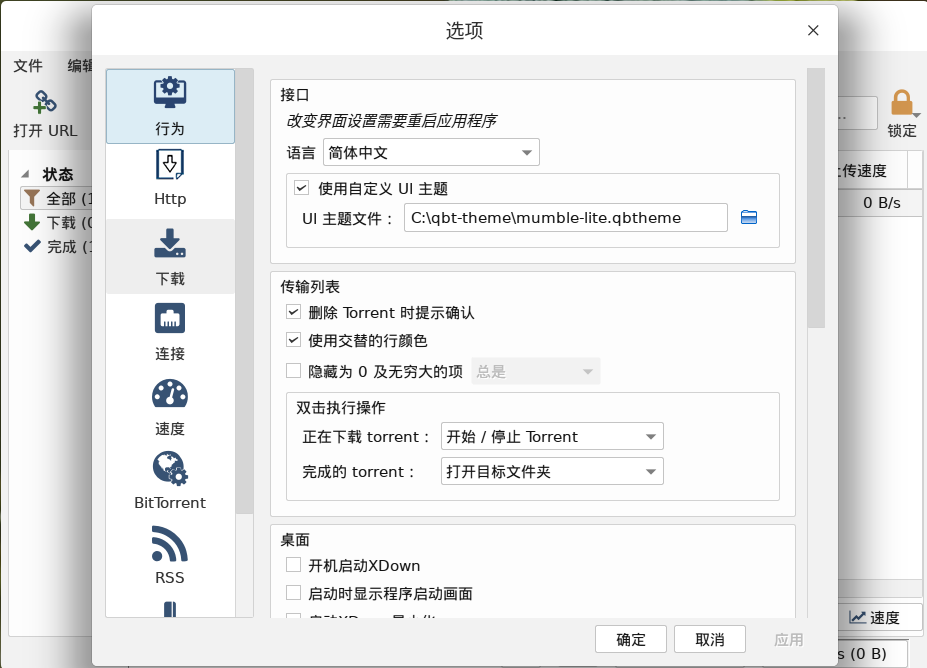 选项
文件 编辑
打开 URL
锁定
状态
全部 (1
下载 (0
完成 (1
传速度
0 B/s
速度
s (0 B)
行为
Http
下载
连接
速度
BitTorrent
RSS
接口
改变界面设置需要重启应用程序
语言 简体中文
使用自定义 UI 主题
UI 主题文件： C:\qbt-theme\mumble-lite.qbtheme
传输列表
删除 Torrent 时提示确认
使用交替的行颜色
隐藏为 0 及无穷大的项 总是
双击执行操作
正在下载 torrent： 开始 / 停止 Torrent
完成的 torrent： 打开目标文件夹
桌面
开机启动XDown
启动时显示程序启动画面
确定 取消 应用